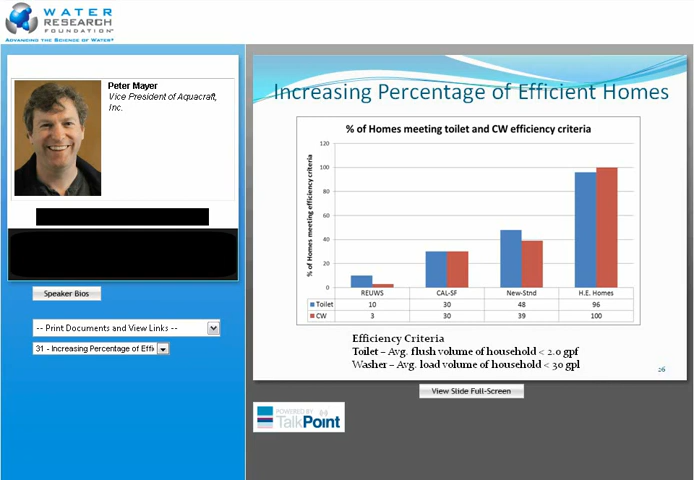 WATER
RESEARCH
FOUNDATION
ADVANCING THE SCIENCE OF WATER®
Peter Mayer
Vice President of Aquacraft,
Inc.
Speaker Bios
-- Print Documents and View Links --
31 - Increasing Percentage of Effi
Increasing Percentage of Efficient Homes
% of Homes meeting toilet and CW efficiency criteria
% of Homes meeting efficiency criteria
120
100
80
60
40
20
0
REUWS CAL-SF New-Stnd H.E. Homes
Toilet 10 30 48 96
CW 3 30 39 100
Efficiency Criteria
Toilet – Avg. flush volume of household < 2.0 gpf
Washer – Avg. load volume of household < 30 gpl
26
View Slide Full-Screen
POWERED BY
TalkPoint